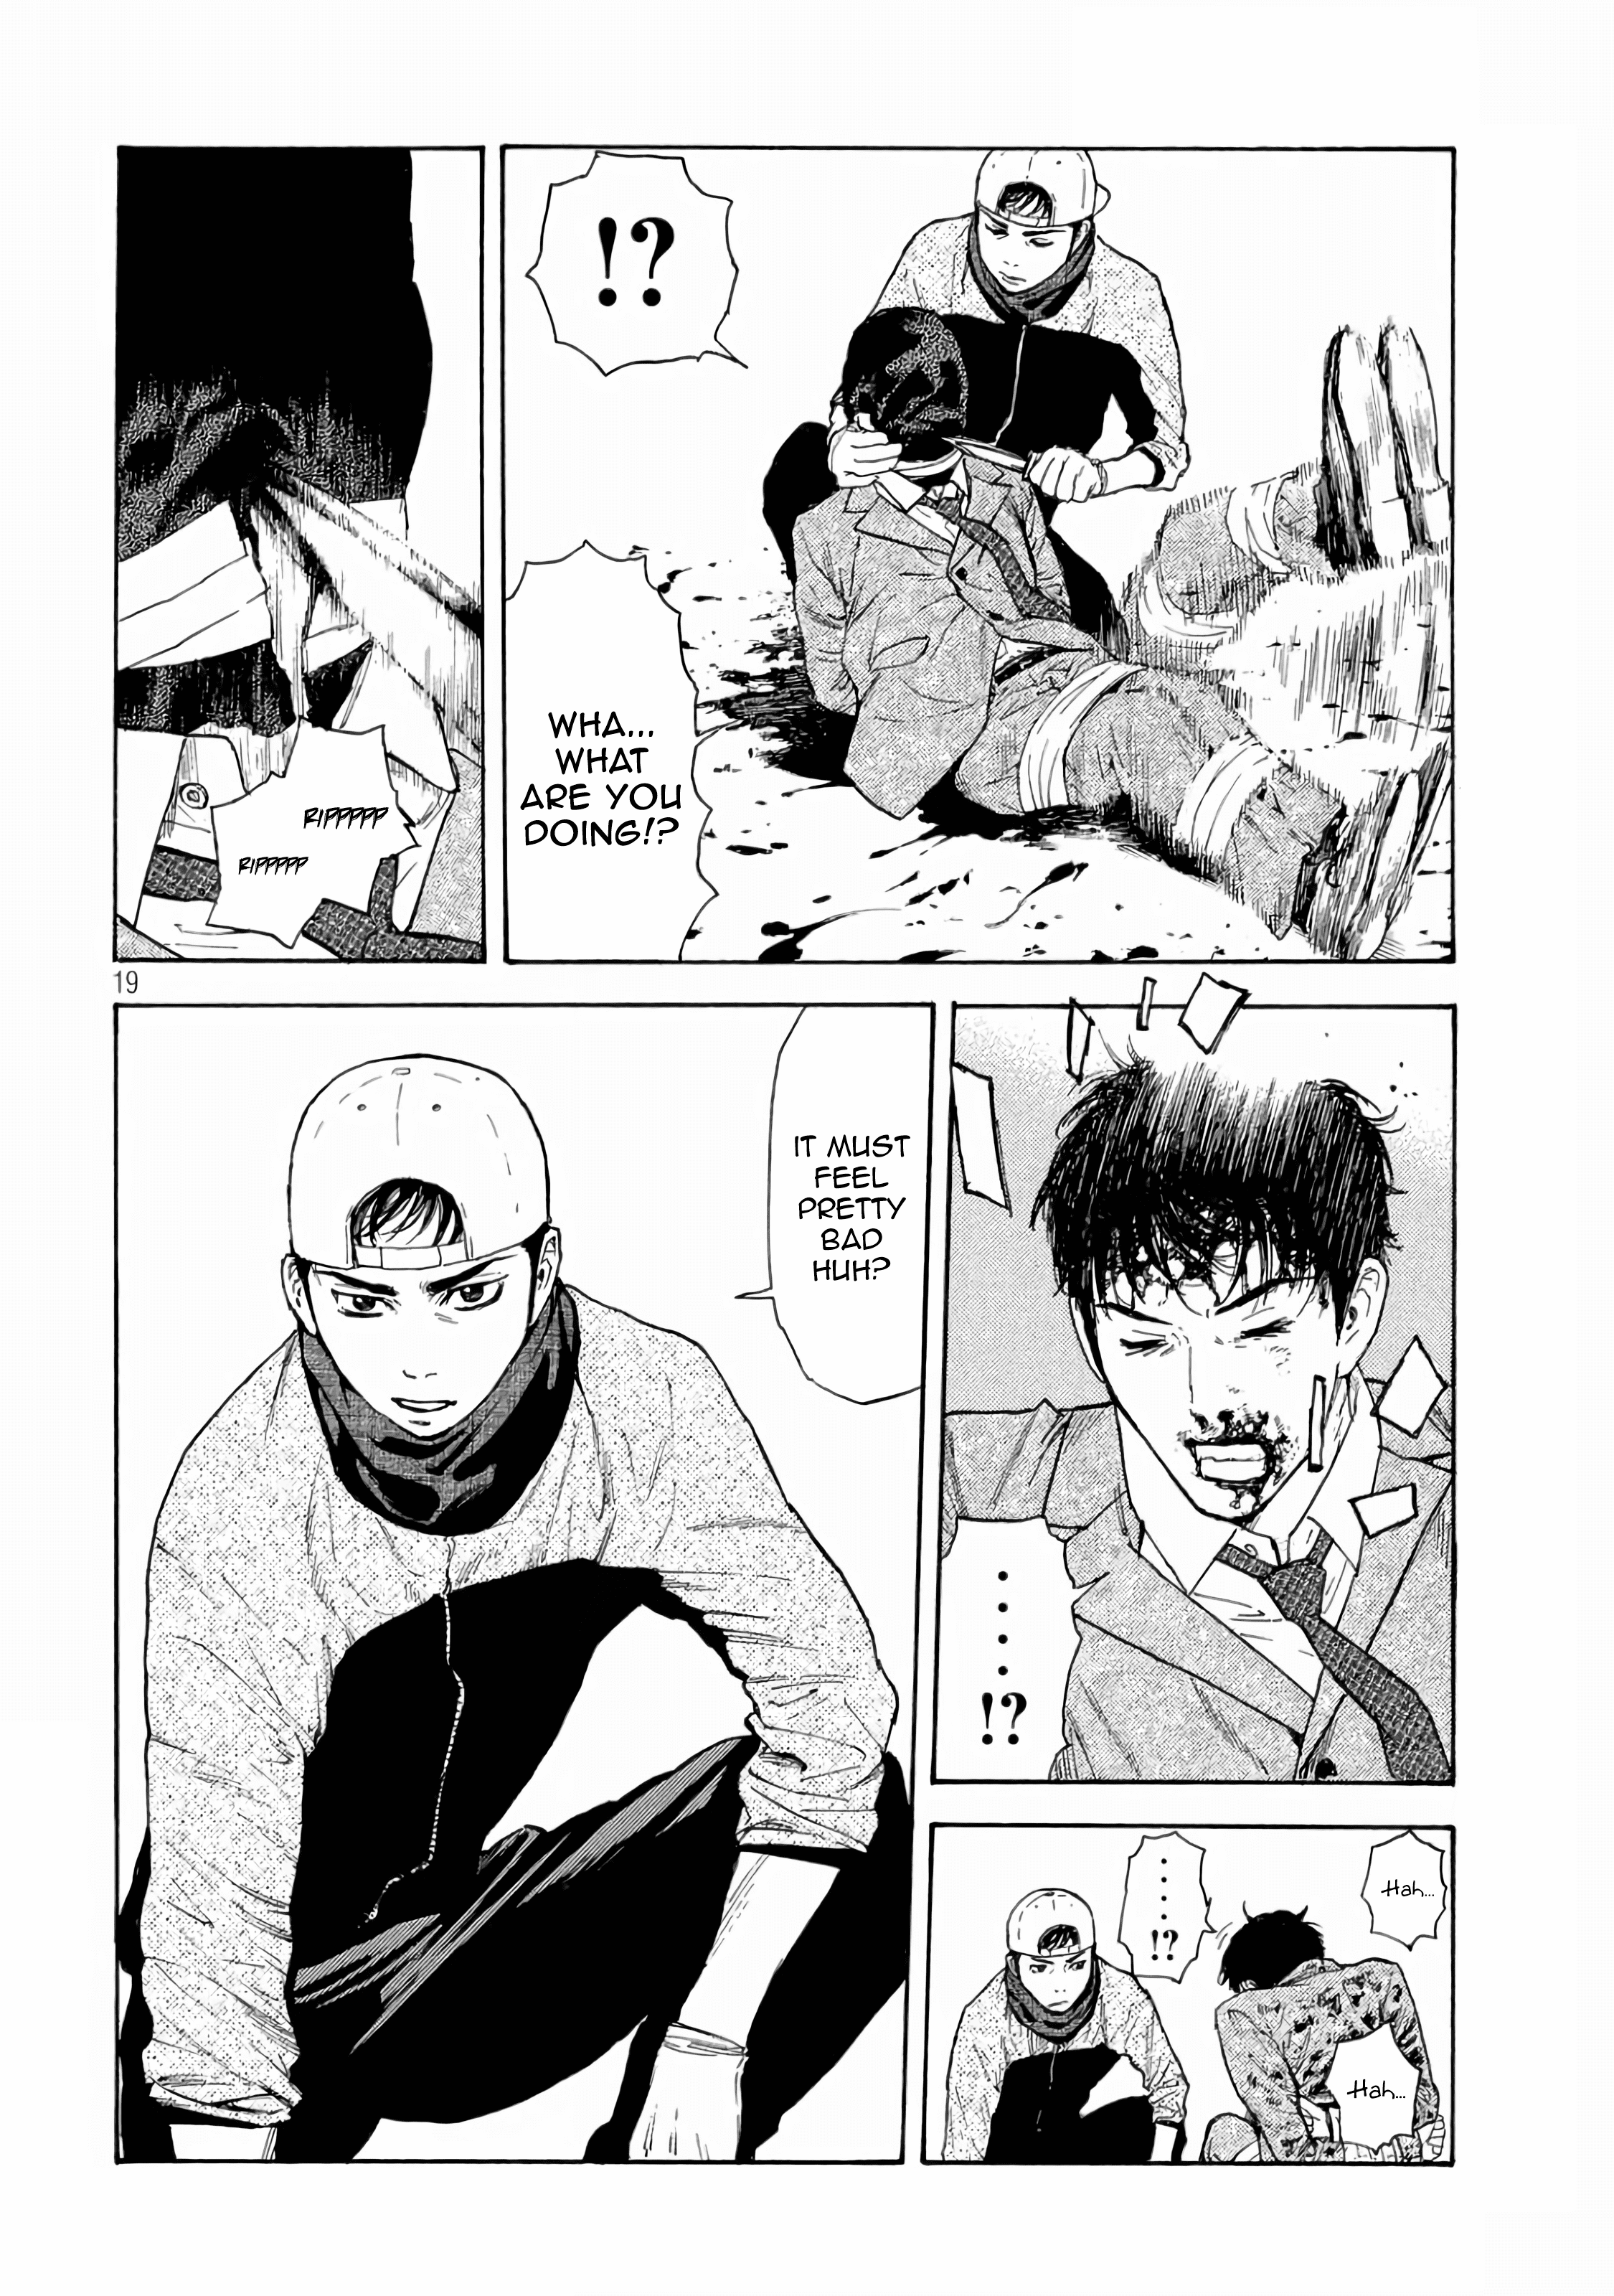 !?
WHA...
WHAT
ARE YOU
DOING!?
RIPPPPP
RIPPPPP
19
....!?
IT MUST
FEEL
PRETTY
BAD
HUH?
Hah...
.....!?
Hah...